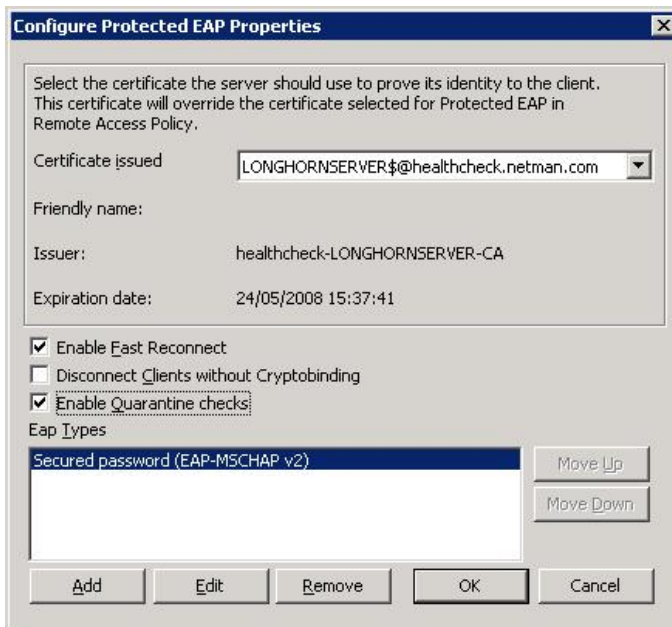 Configure Protected EAP Properties
Select the certificate the server should use to prove its identity to the client.
This certificate will override the certificate selected for Protected EAP in
Remote Access Policy.
Certificate issued LONGHORNSERVER$@healthcheck.netman.com
Friendly name:
Issuer: healthcheck-LONGHORNSERVER-CA
Expiration date: 24/05/2008 15:37:41
Enable Fast Reconnect
Disconnect Clients without Cryptobinding
Enable Quarantine checks
Eap Types
Secured password (EAP-MSCHAP v2)
Move Up
Move Down
Add Edit Remove OK Cancel